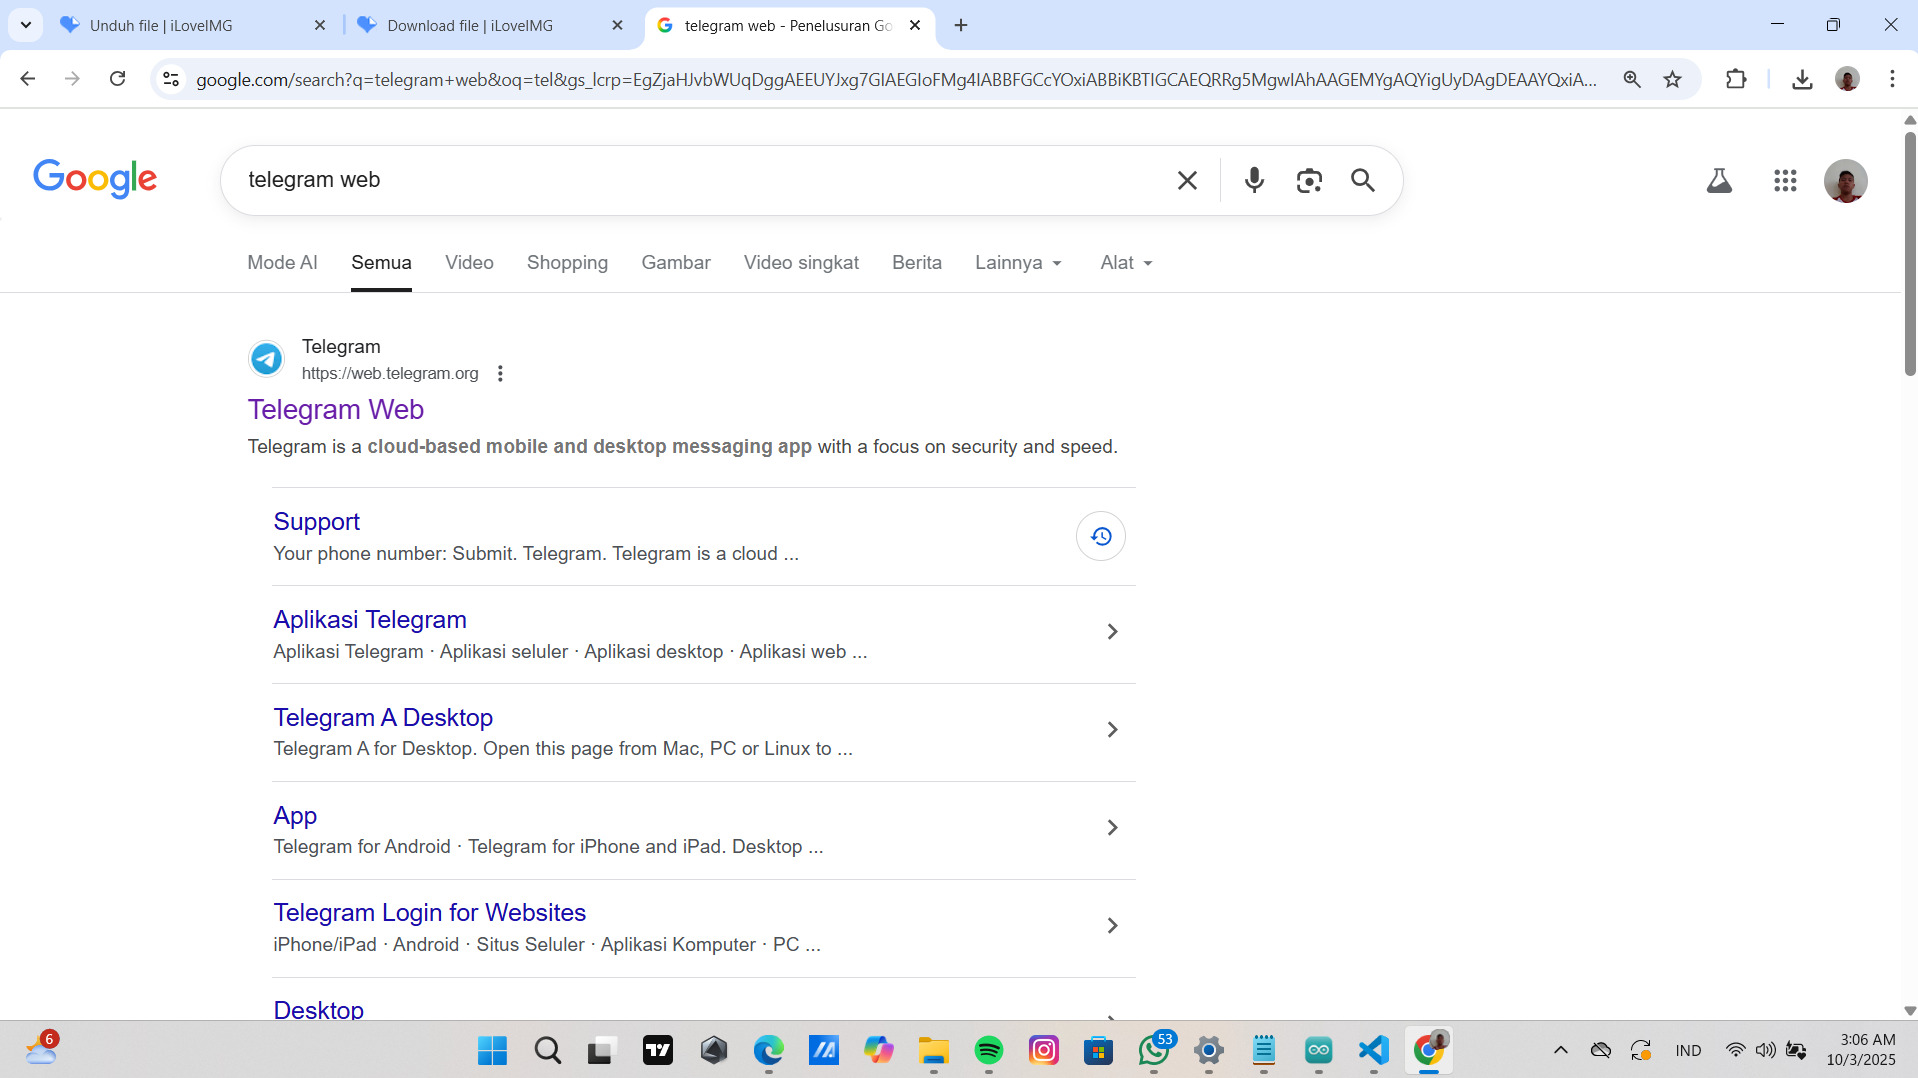 Unduh file | iLoveIMG
Download file | iLoveIMG
telegram web - Penelusuran Go
google.com/search?q=telegram+web&oq=tel&gs_lcrp=EgZjaHJvbWUqDggAEEUYJxg7GIAEGIoFMg4IABBFGCcYOxiABBiKBTIGCAEQRRg5MgwIAhAAGEMYgAQYigUyDAgDEAAYQxiA...
Google
telegram web
Mode AI
Semua
Video
Shopping
Gambar
Video singkat
Berita
Lainnya
Alat
Telegram
https://web.telegram.org
Telegram Web
Telegram is a cloud-based mobile and desktop messaging app with a focus on security and speed.
Support
Your phone number: Submit. Telegram. Telegram is a cloud ...
Aplikasi Telegram
Aplikasi Telegram · Aplikasi seluler · Aplikasi desktop · Aplikasi web ...
Telegram A Desktop
Telegram A for Desktop. Open this page from Mac, PC or Linux to ...
App
Telegram for Android · Telegram for iPhone and iPad. Desktop ...
Telegram Login for Websites
iPhone/iPad · Android · Situs Seluler · Aplikasi Komputer · PC ...
Desktop
6
53
IND
3:06 AM
10/3/2025